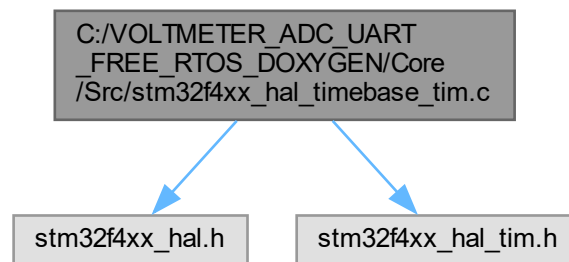 C:/VOLTMETER_ADC_UART
_FREE_RTOS_DOXYGEN/Core
/Src/stm32f4xx_hal_timebase_tim.c
stm32f4xx_hal.h
stm32f4xx_hal_tim.h